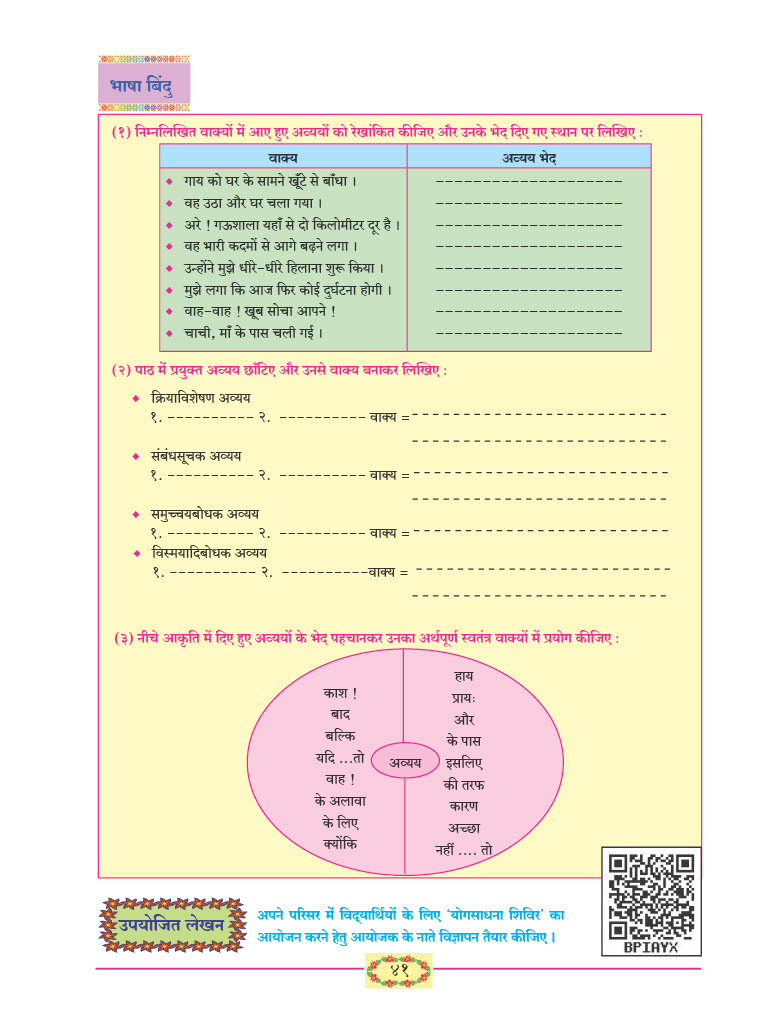 भाषा बिंदु
(१) निम्नलिखित वाक्यों में आए हुए अव्ययों को रेखांकित कीजिए और उनके भेद दिए गए स्थान पर लिखिए :
वाक्य अव्यय भेद
◆ गाय को घर के सामने खूँटे से बाँधा । -------------------
◆ वह उठा और घर चला गया । -------------------
◆ अरे ! गऊशाला यहाँ से दो किलोमीटर दूर है । -------------------
◆ वह भारी कदमों से आगे बढ़ने लगा । -------------------
◆ उन्होंने मुझे धीरे-धीरे हिलाना शुरू किया । -------------------
◆ मुझे लगा कि आज फिर कोई दुर्घटना होगी । -------------------
◆ वाह-वाह ! खूब सोचा आपने ! -------------------
◆ चाची, माँ के पास चली गई । -------------------
(२) पाठ में प्रयुक्त अव्यय छाँटिए और उनसे वाक्य बनाकर लिखिए :
◆ क्रियाविशेषण अव्यय
१. ---------- २. ---------- वाक्य = --------------------------
--------------------------
◆ संबंधसूचक अव्यय
१. ---------- २. ---------- वाक्य = --------------------------
--------------------------
◆ समुच्चयबोधक अव्यय
१. ---------- २. ---------- वाक्य = --------------------------
◆ विस्मयादिबोधक अव्यय
१. ---------- २. ----------वाक्य = --------------------------
--------------------------
(३) नीचे आकृति में दिए हुए अव्ययों के भेद पहचानकर उनका अर्थपूर्ण स्वतंत्र वाक्यों में प्रयोग कीजिए :
काश !
बाद
बल्कि
यदि ...तो
वाह !
के अलावा
के लिए
क्योंकि
अव्यय
हाय
प्रायः
और
के पास
इसलिए
की तरफ
कारण
अच्छा
नहीं .... तो
BPIAYX
उपयोजित लेखन
अपने परिसर में विद्यार्थियों के लिए ‘योगसाधना शिविर’ का
आयोजन करने हेतु आयोजक के नाते विज्ञापन तैयार कीजिए ।
४१